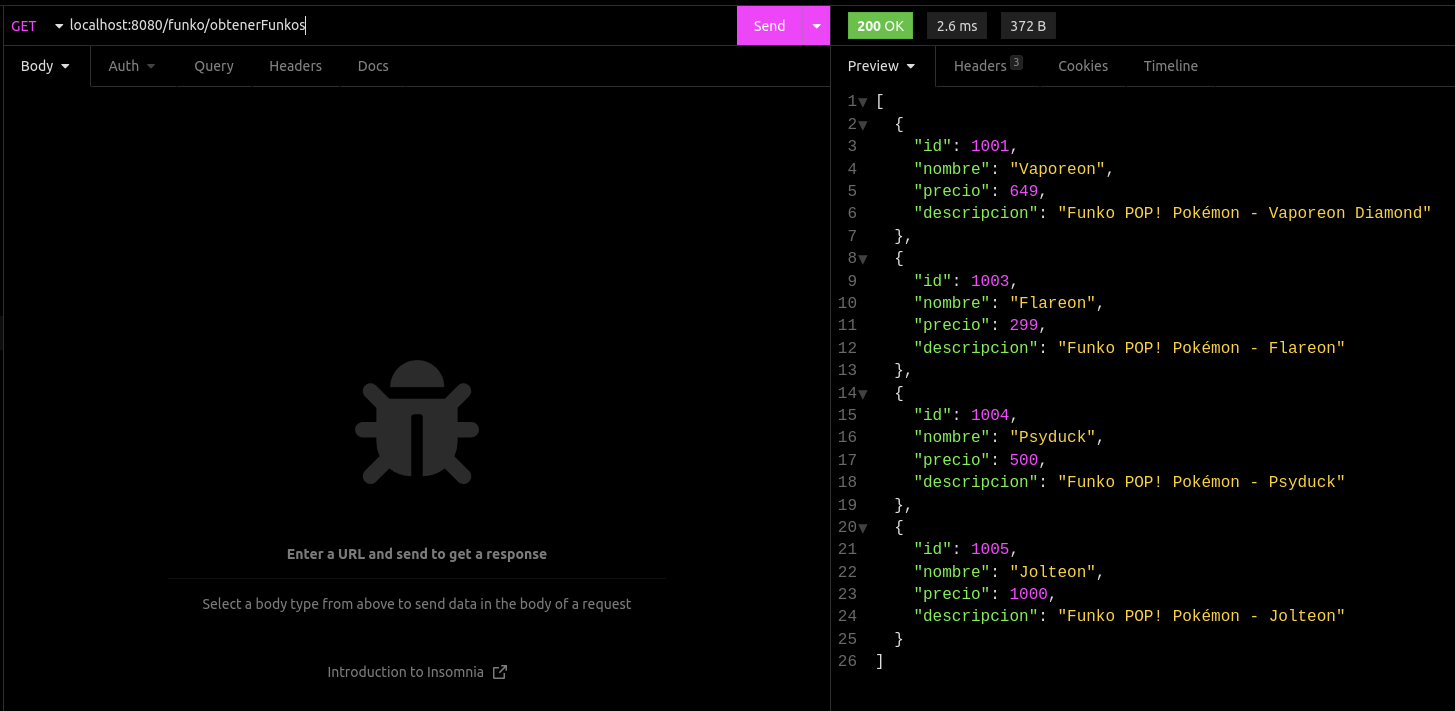 GET localhost:8080/funko/obtenerFunkos Send 200 OK 2.6 ms 372 B
Body Auth Query Headers Docs
Enter a URL and send to get a response
Select a body type from above to send data in the body of a request
Introduction to Insomnia
Preview Headers 3 Cookies Timeline
1 [
2 {
3 "id": 1001,
4 "nombre": "Vaporeon",
5 "precio": 649,
6 "descripcion": "Funko POP! Pokémon - Vaporeon Diamond"
7 },
8 {
9 "id": 1003,
10 "nombre": "Flareon",
11 "precio": 299,
12 "descripcion": "Funko POP! Pokémon - Flareon"
13 },
14 {
15 "id": 1004,
16 "nombre": "Psyduck",
17 "precio": 500,
18 "descripcion": "Funko POP! Pokémon - Psyduck"
19 },
20 {
21 "id": 1005,
22 "nombre": "Jolteon",
23 "precio": 1000,
24 "descripcion": "Funko POP! Pokémon - Jolteon"
25 }
26 ]